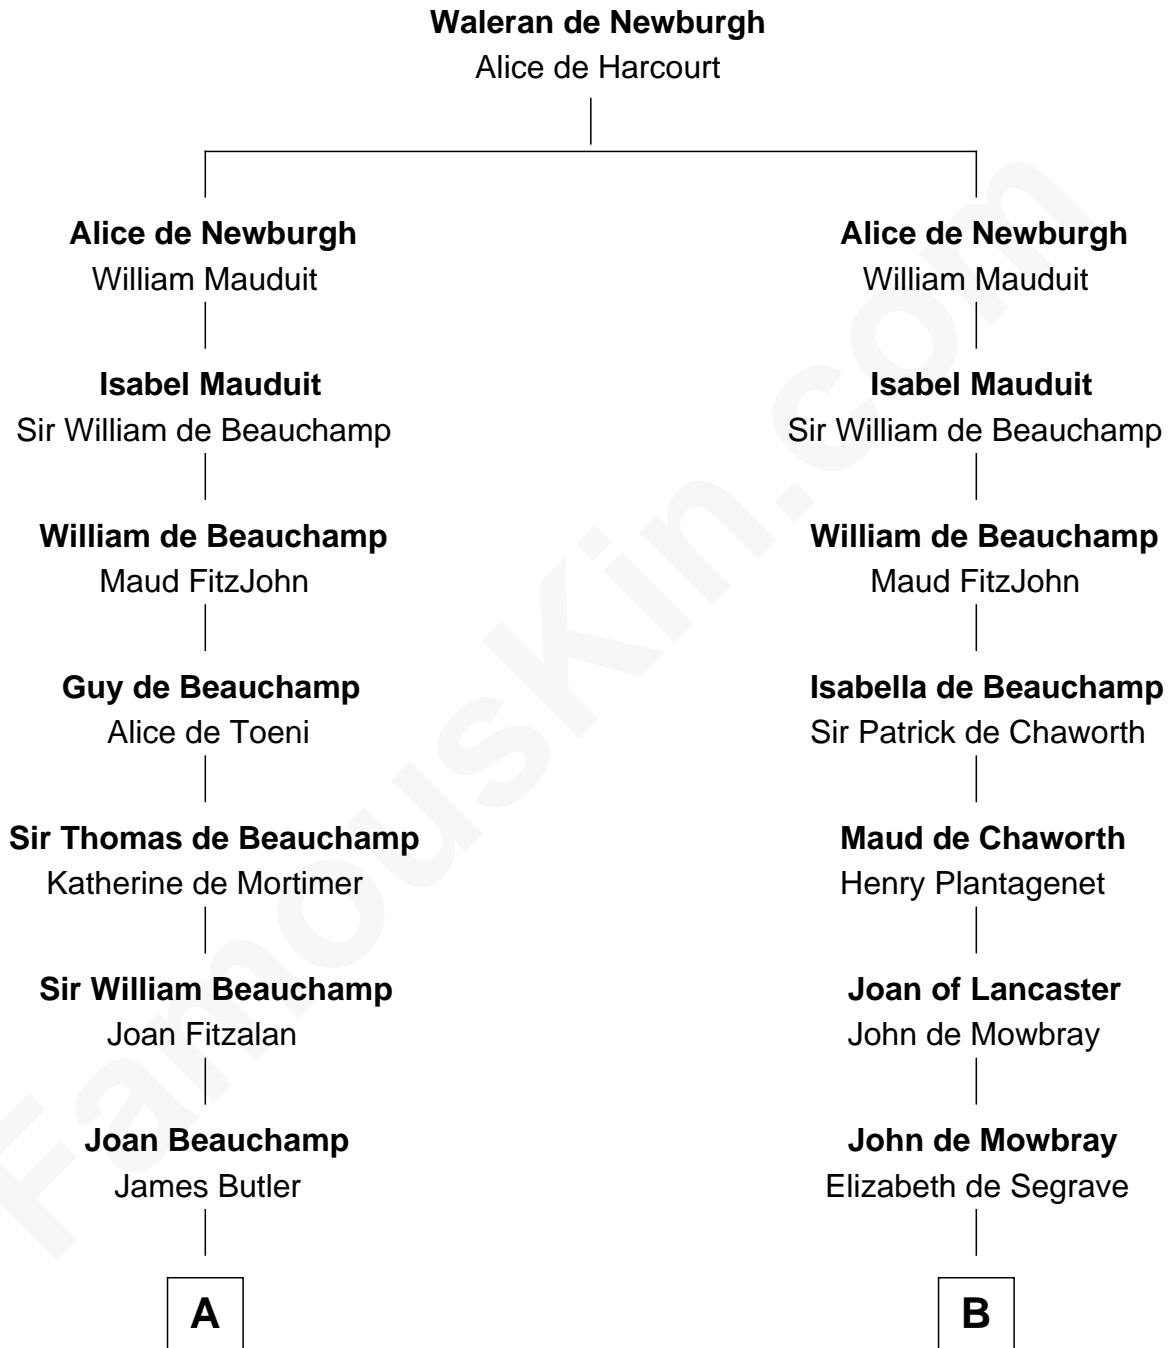 Waleran de Newburgh
Alice de Harcourt
Alice de Newburgh
William Mauduit
Isabel Mauduit
Sir William de Beauchamp
William de Beauchamp
Maud FitzJohn
Guy de Beauchamp
Alice de Toeni
Sir Thomas de Beauchamp
Katherine de Mortimer
Sir William Beauchamp
Joan Fitzalan
Joan Beauchamp
James Butler
A
Alice de Newburgh
William Mauduit
Isabel Mauduit
Sir William de Beauchamp
William de Beauchamp
Maud FitzJohn
Isabella de Beauchamp
Sir Patrick de Chaworth
Maud de Chaworth
Henry Plantagenet
Joan of Lancaster
John de Mowbray
John de Mowbray
Elizabeth de Segrave
B
FamousKin.com